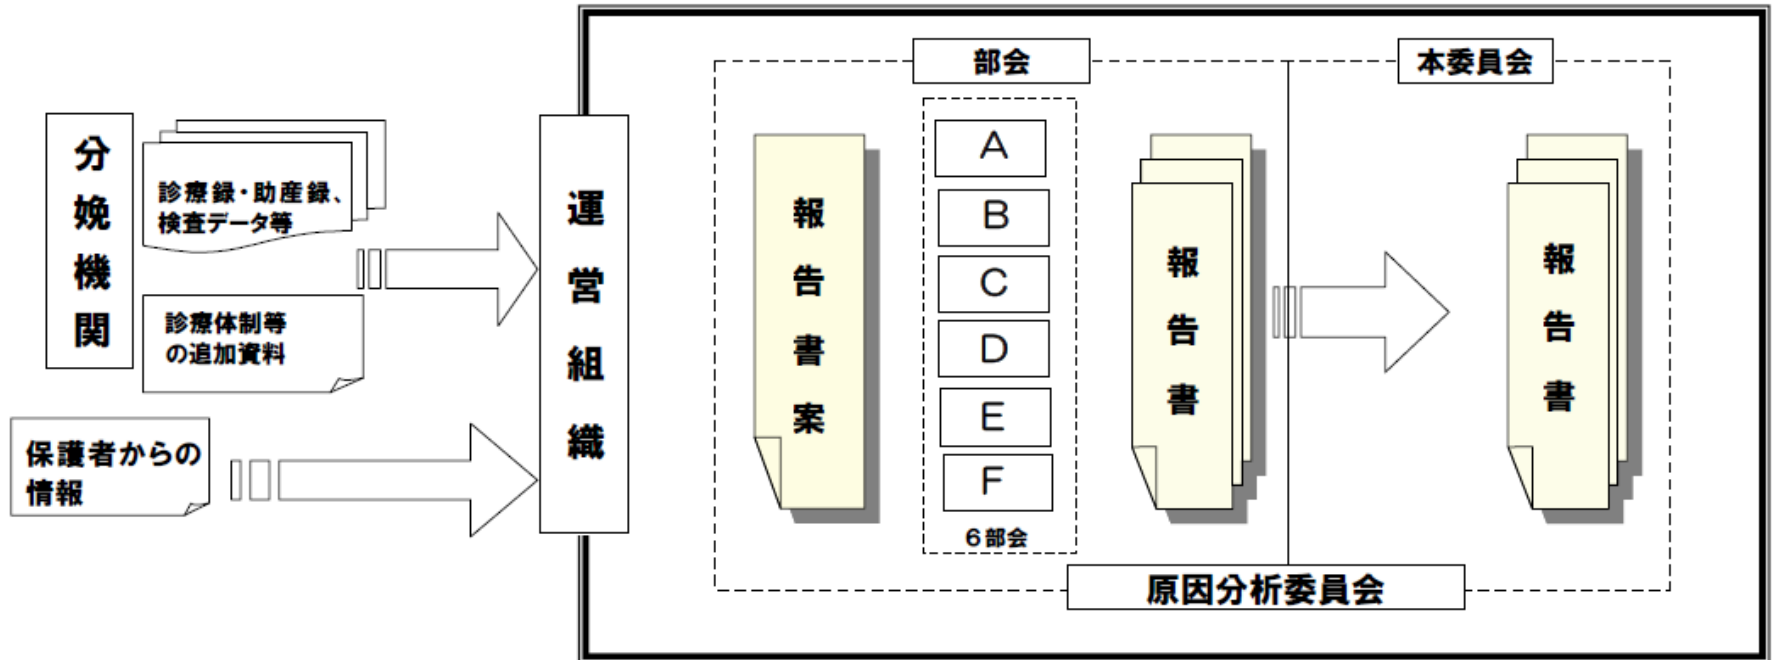 分娩機関
診療録・助産録、
検査データ等
診療体制等
の追加資料
保護者からの
情報
運営組織
部会
報告書案
A
B
C
D
E
F
6部会
報告書
本委員会
報告書
原因分析委員会